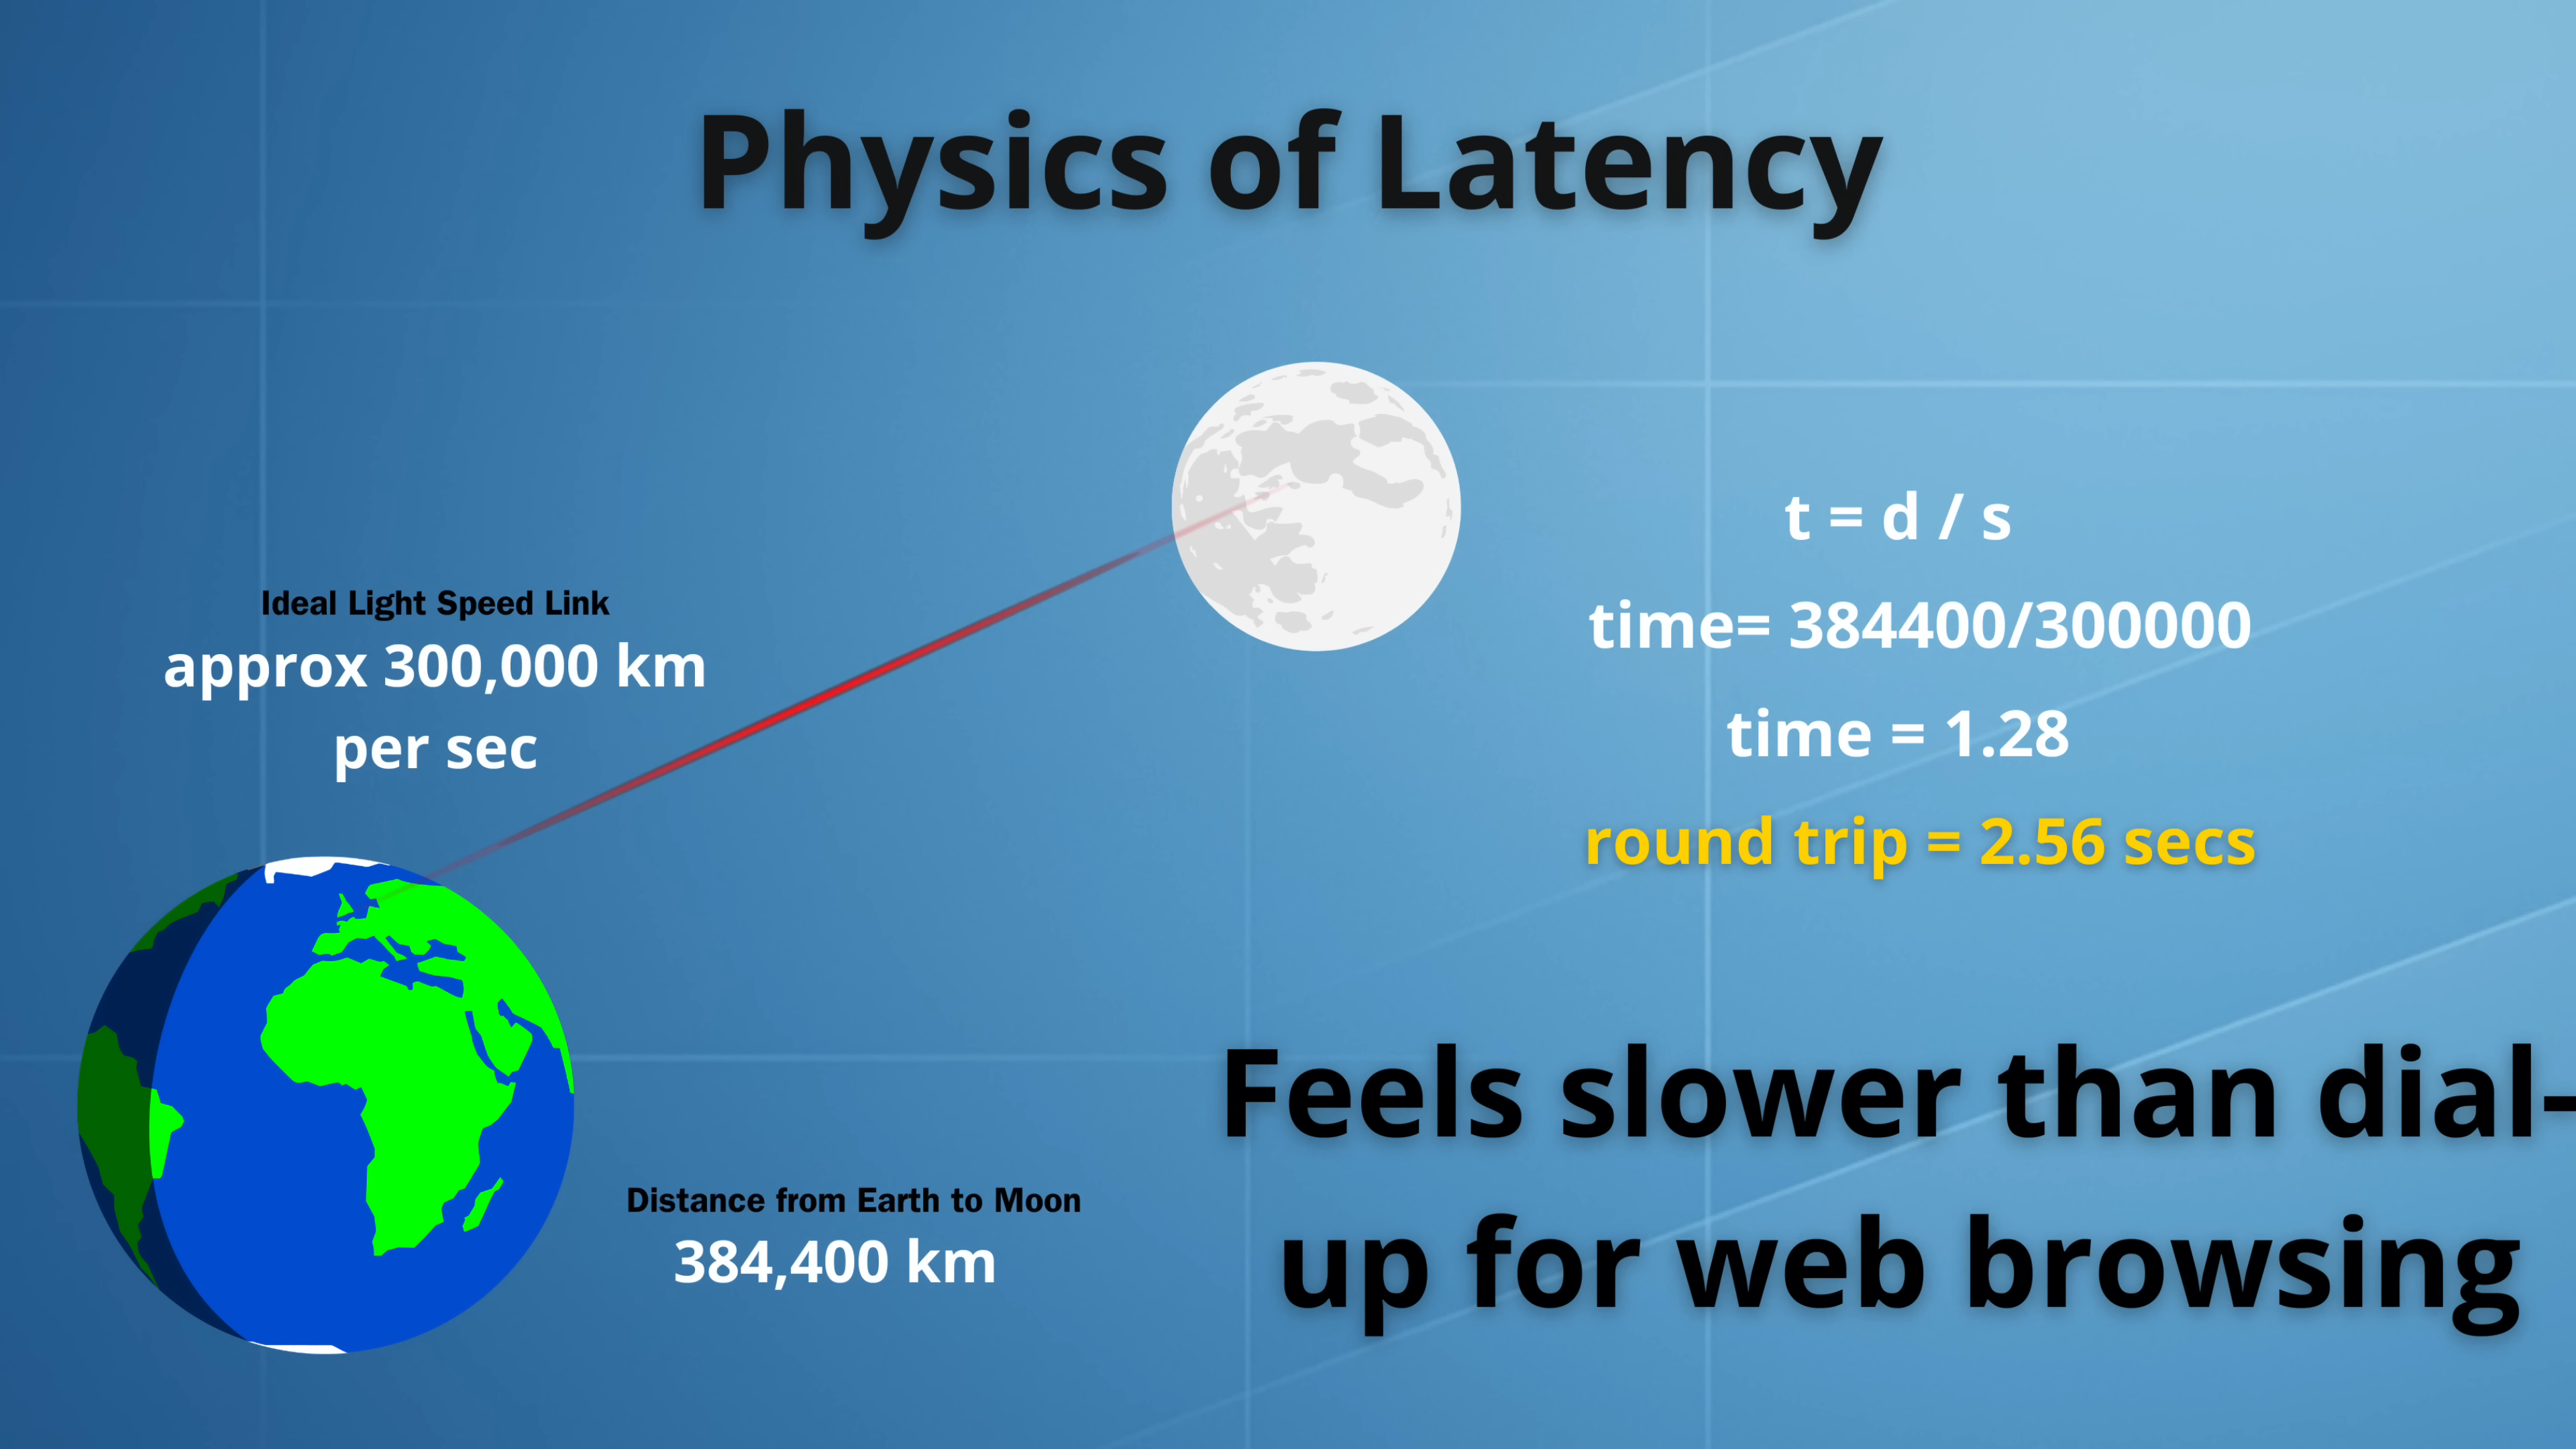 Physics of Latency
Ideal Light Speed Link
approx 300,000 km
per sec
t = d / s
time= 384400/300000
time = 1.28
round trip = 2.56 secs
Distance from Earth to Moon
384,400 km
Feels slower than dial-
up for web browsing